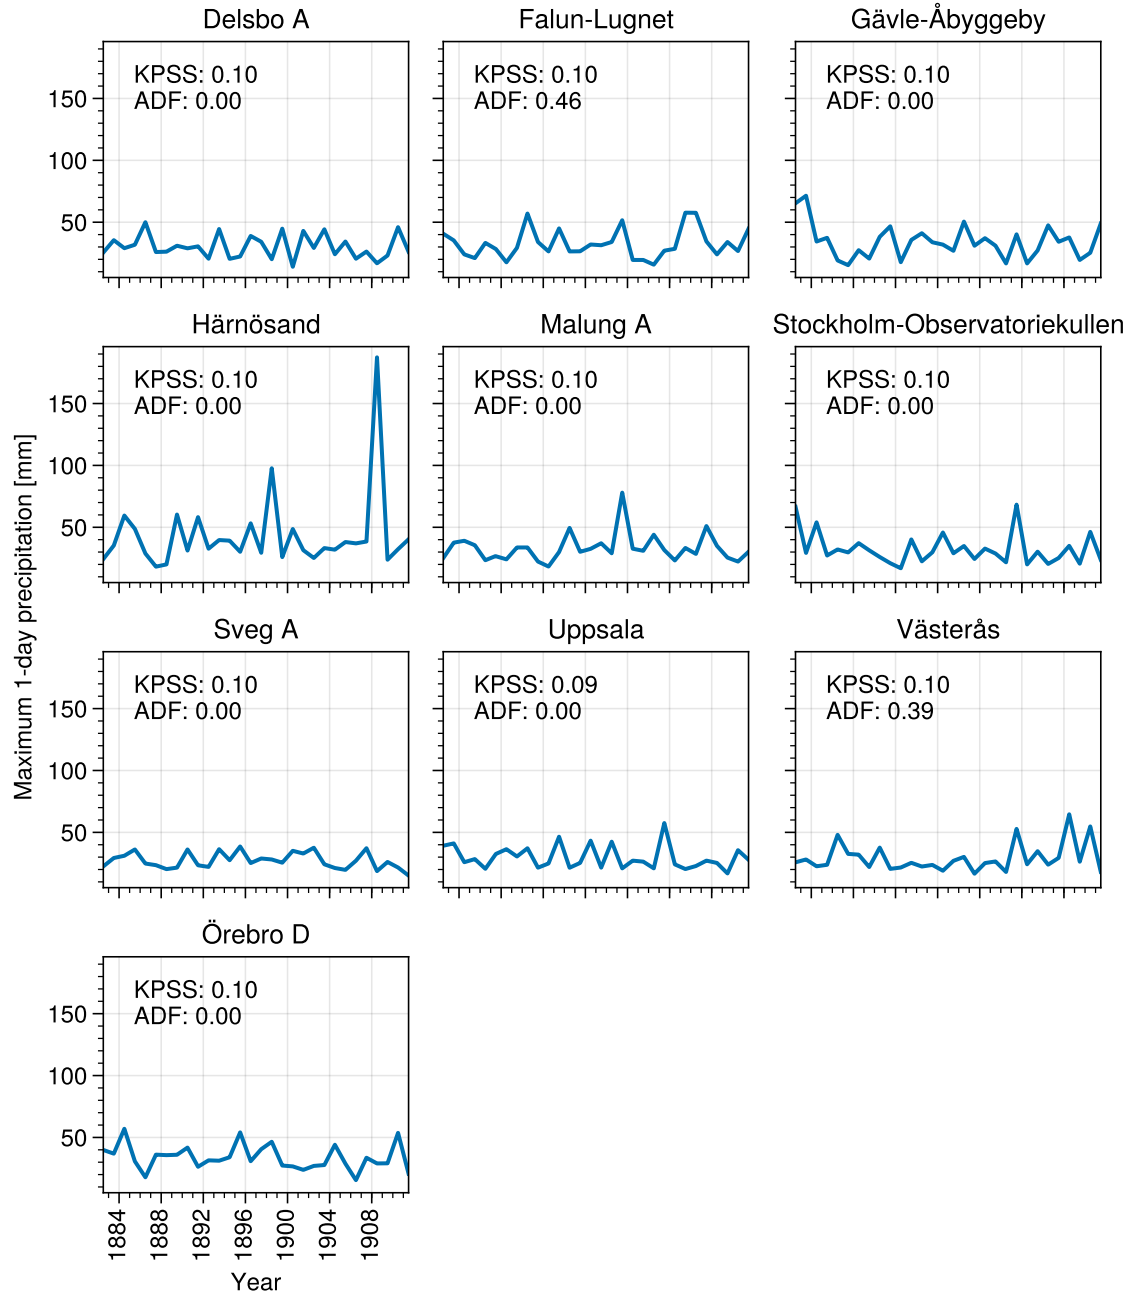 Delsbo A
KPSS: 0.10
ADF: 0.00
150
100
50
Falun-Lugnet
KPSS: 0.10
ADF: 0.46
Gävle-Åbyggeby
KPSS: 0.10
ADF: 0.00
Härnösand
KPSS: 0.10
ADF: 0.00
150
100
50
Malung A
KPSS: 0.10
ADF: 0.00
Stockholm-Observatoriekullen
KPSS: 0.10
ADF: 0.00
Maximum 1-day precipitation [mm]
Sveg A
KPSS: 0.10
ADF: 0.00
150
100
50
Uppsala
KPSS: 0.09
ADF: 0.00
Västerås
KPSS: 0.10
ADF: 0.39
Örebro D
KPSS: 0.10
ADF: 0.00
150
100
50
1884
1888
1892
1896
1900
1904
1908
Year